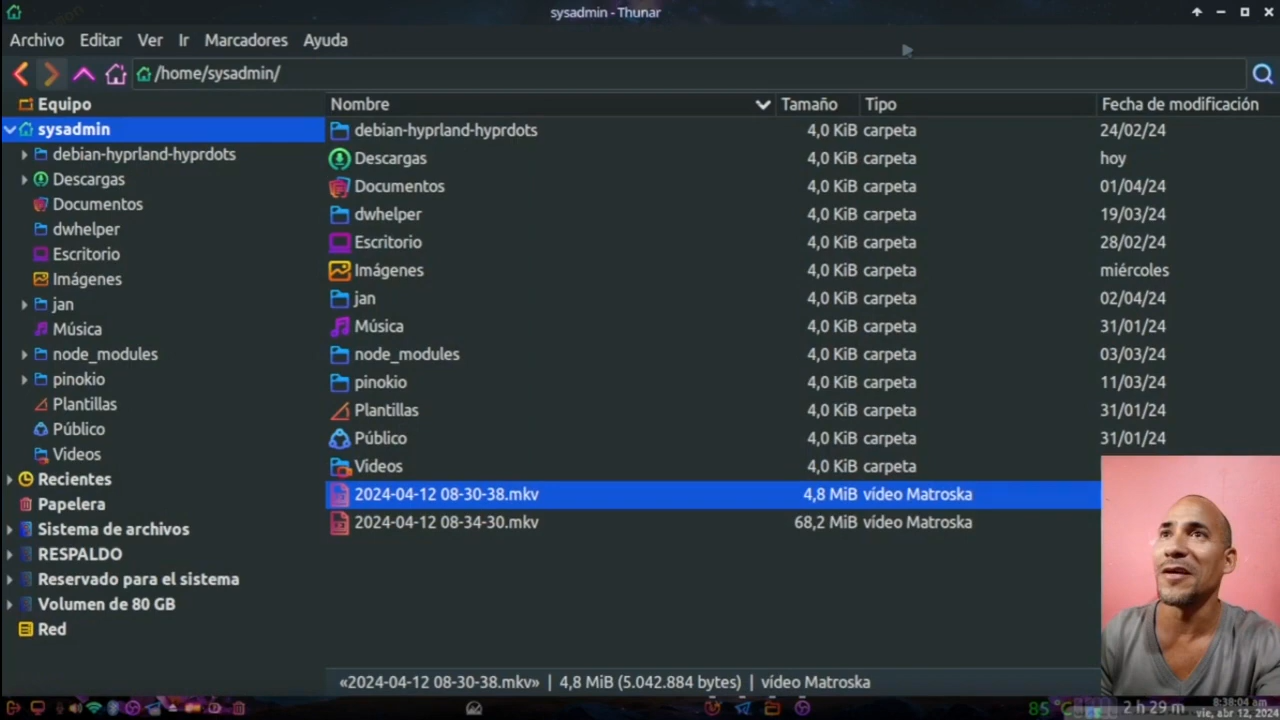 sysadmin - Thunar
Archivo Editar Ver Ir Marcadores Ayuda
/home/sysadmin/
Equipo
sysadmin
debian-hyprland-hyprdots
Descargas
Documentos
dwhelper
Escritorio
Imágenes
jan
Música
node_modules
pinokio
Plantillas
Público
Videos
Recientes
Papelera
Sistema de archivos
RESPALDO
Reservado para el sistema
Volumen de 80 GB
Red
Nombre Tamaño Tipo Fecha de modificación
debian-hyprland-hyprdots 4,0 KiB carpeta 24/02/24
Descargas 4,0 KiB carpeta hoy
Documentos 4,0 KiB carpeta 01/04/24
dwhelper 4,0 KiB carpeta 19/03/24
Escritorio 4,0 KiB carpeta 28/02/24
Imágenes 4,0 KiB carpeta miércoles
jan 4,0 KiB carpeta 02/04/24
Música 4,0 KiB carpeta 31/01/24
node_modules 4,0 KiB carpeta 03/03/24
pinokio 4,0 KiB carpeta 11/03/24
Plantillas 4,0 KiB carpeta 31/01/24
Público 4,0 KiB carpeta 31/01/24
Videos 4,0 KiB carpeta
2024-04-12 08-30-38.mkv 4,8 MiB vídeo Matroska
2024-04-12 08-34-30.mkv 68,2 MiB vídeo Matroska
«2024-04-12 08-30-38.mkv» | 4,8 MiB (5.042.884 bytes) | vídeo Matroska
85 °C 2 h 29 m 8:38:04 am
vie, abr 12, 2024